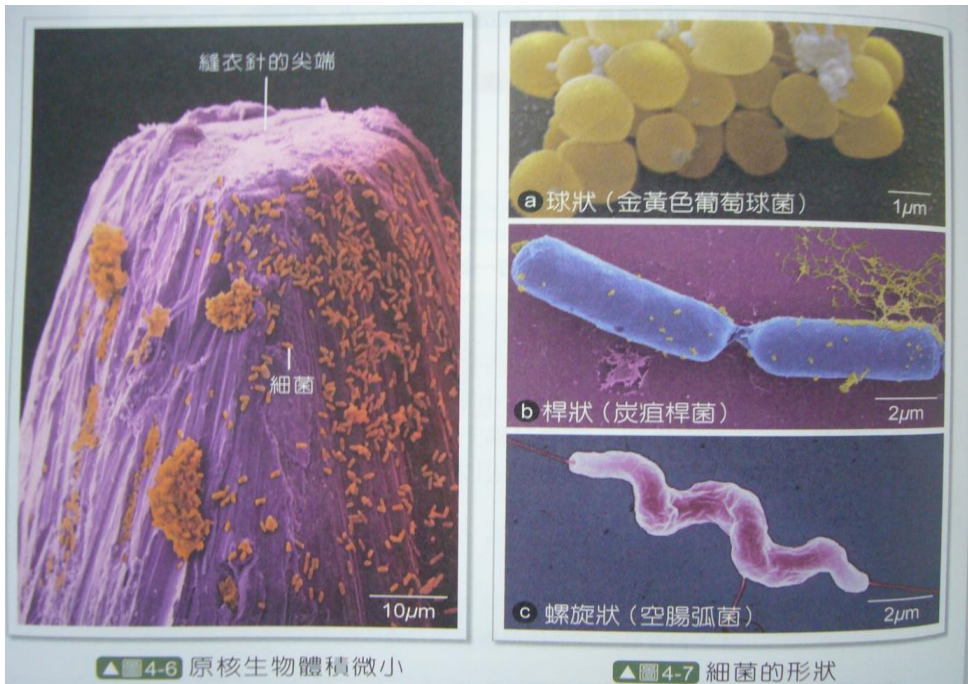 縫衣針的尖端
細菌
10μm
▲圖4-6 原核生物體積微小
a 球狀（金黃色葡萄球菌）
1μm
b 桿狀（炭疽桿菌）
2μm
c 螺旋狀（空腸弧菌）
2μm
▲圖4-7 細菌的形狀